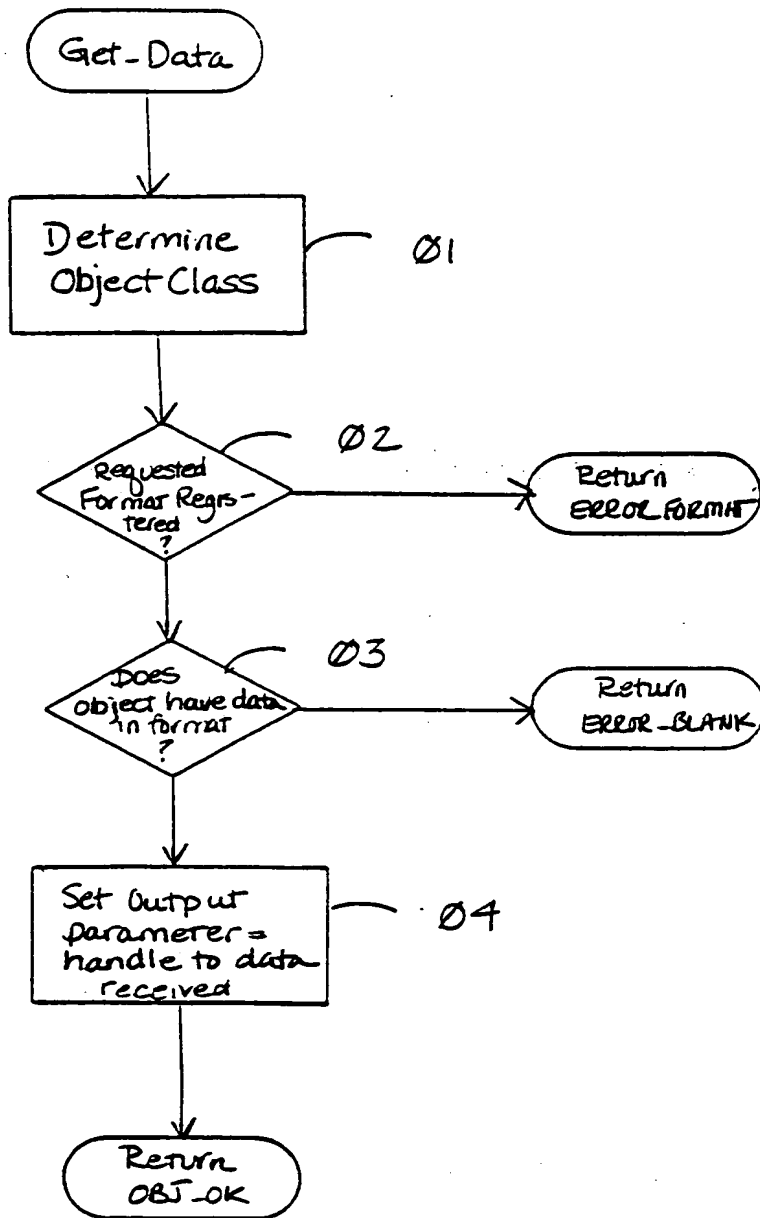 Get-Data
Determine
Object Class
Ø1
Ø2
Requested
Format Regis-
tered
?
Return
ERROR_FORMAT
Ø3
Does
object have data
in format
?
Return
ERROR_BLANK
Set Output
parameter =
handle to data
received
Ø4
Return
OBJ_OK